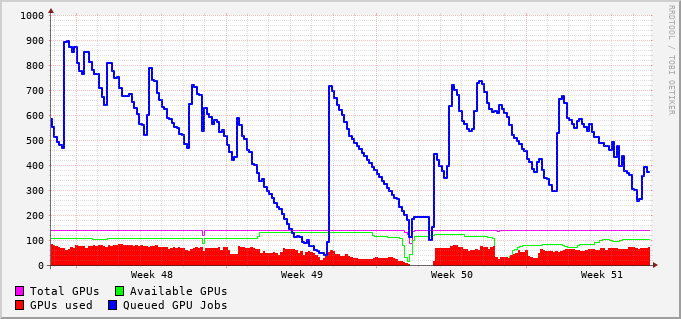 1000
900
800
700
600
500
400
300
200
100
0
Week 48 Week 49 Week 50 Week 51
Total GPUs Available GPUs
GPUs used Queued GPU Jobs
RRDTOOL / TOBI OETIKER